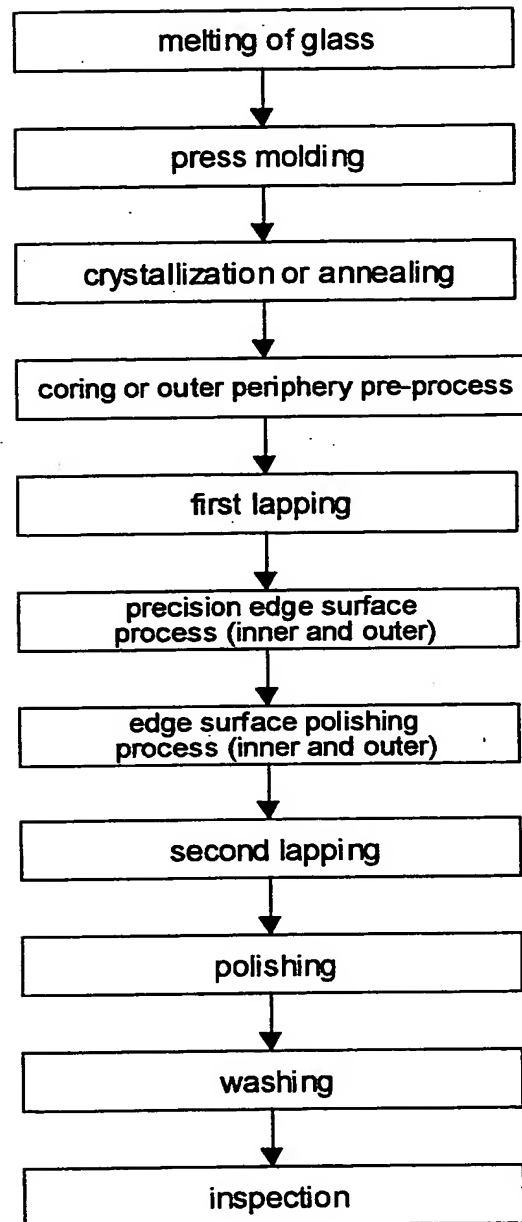 melting of glass
press molding
crystallization or annealing
coring or outer periphery pre-process
first lapping
precision edge surface
process (inner and outer)
edge surface polishing
process (inner and outer)
second lapping
polishing
washing
inspection